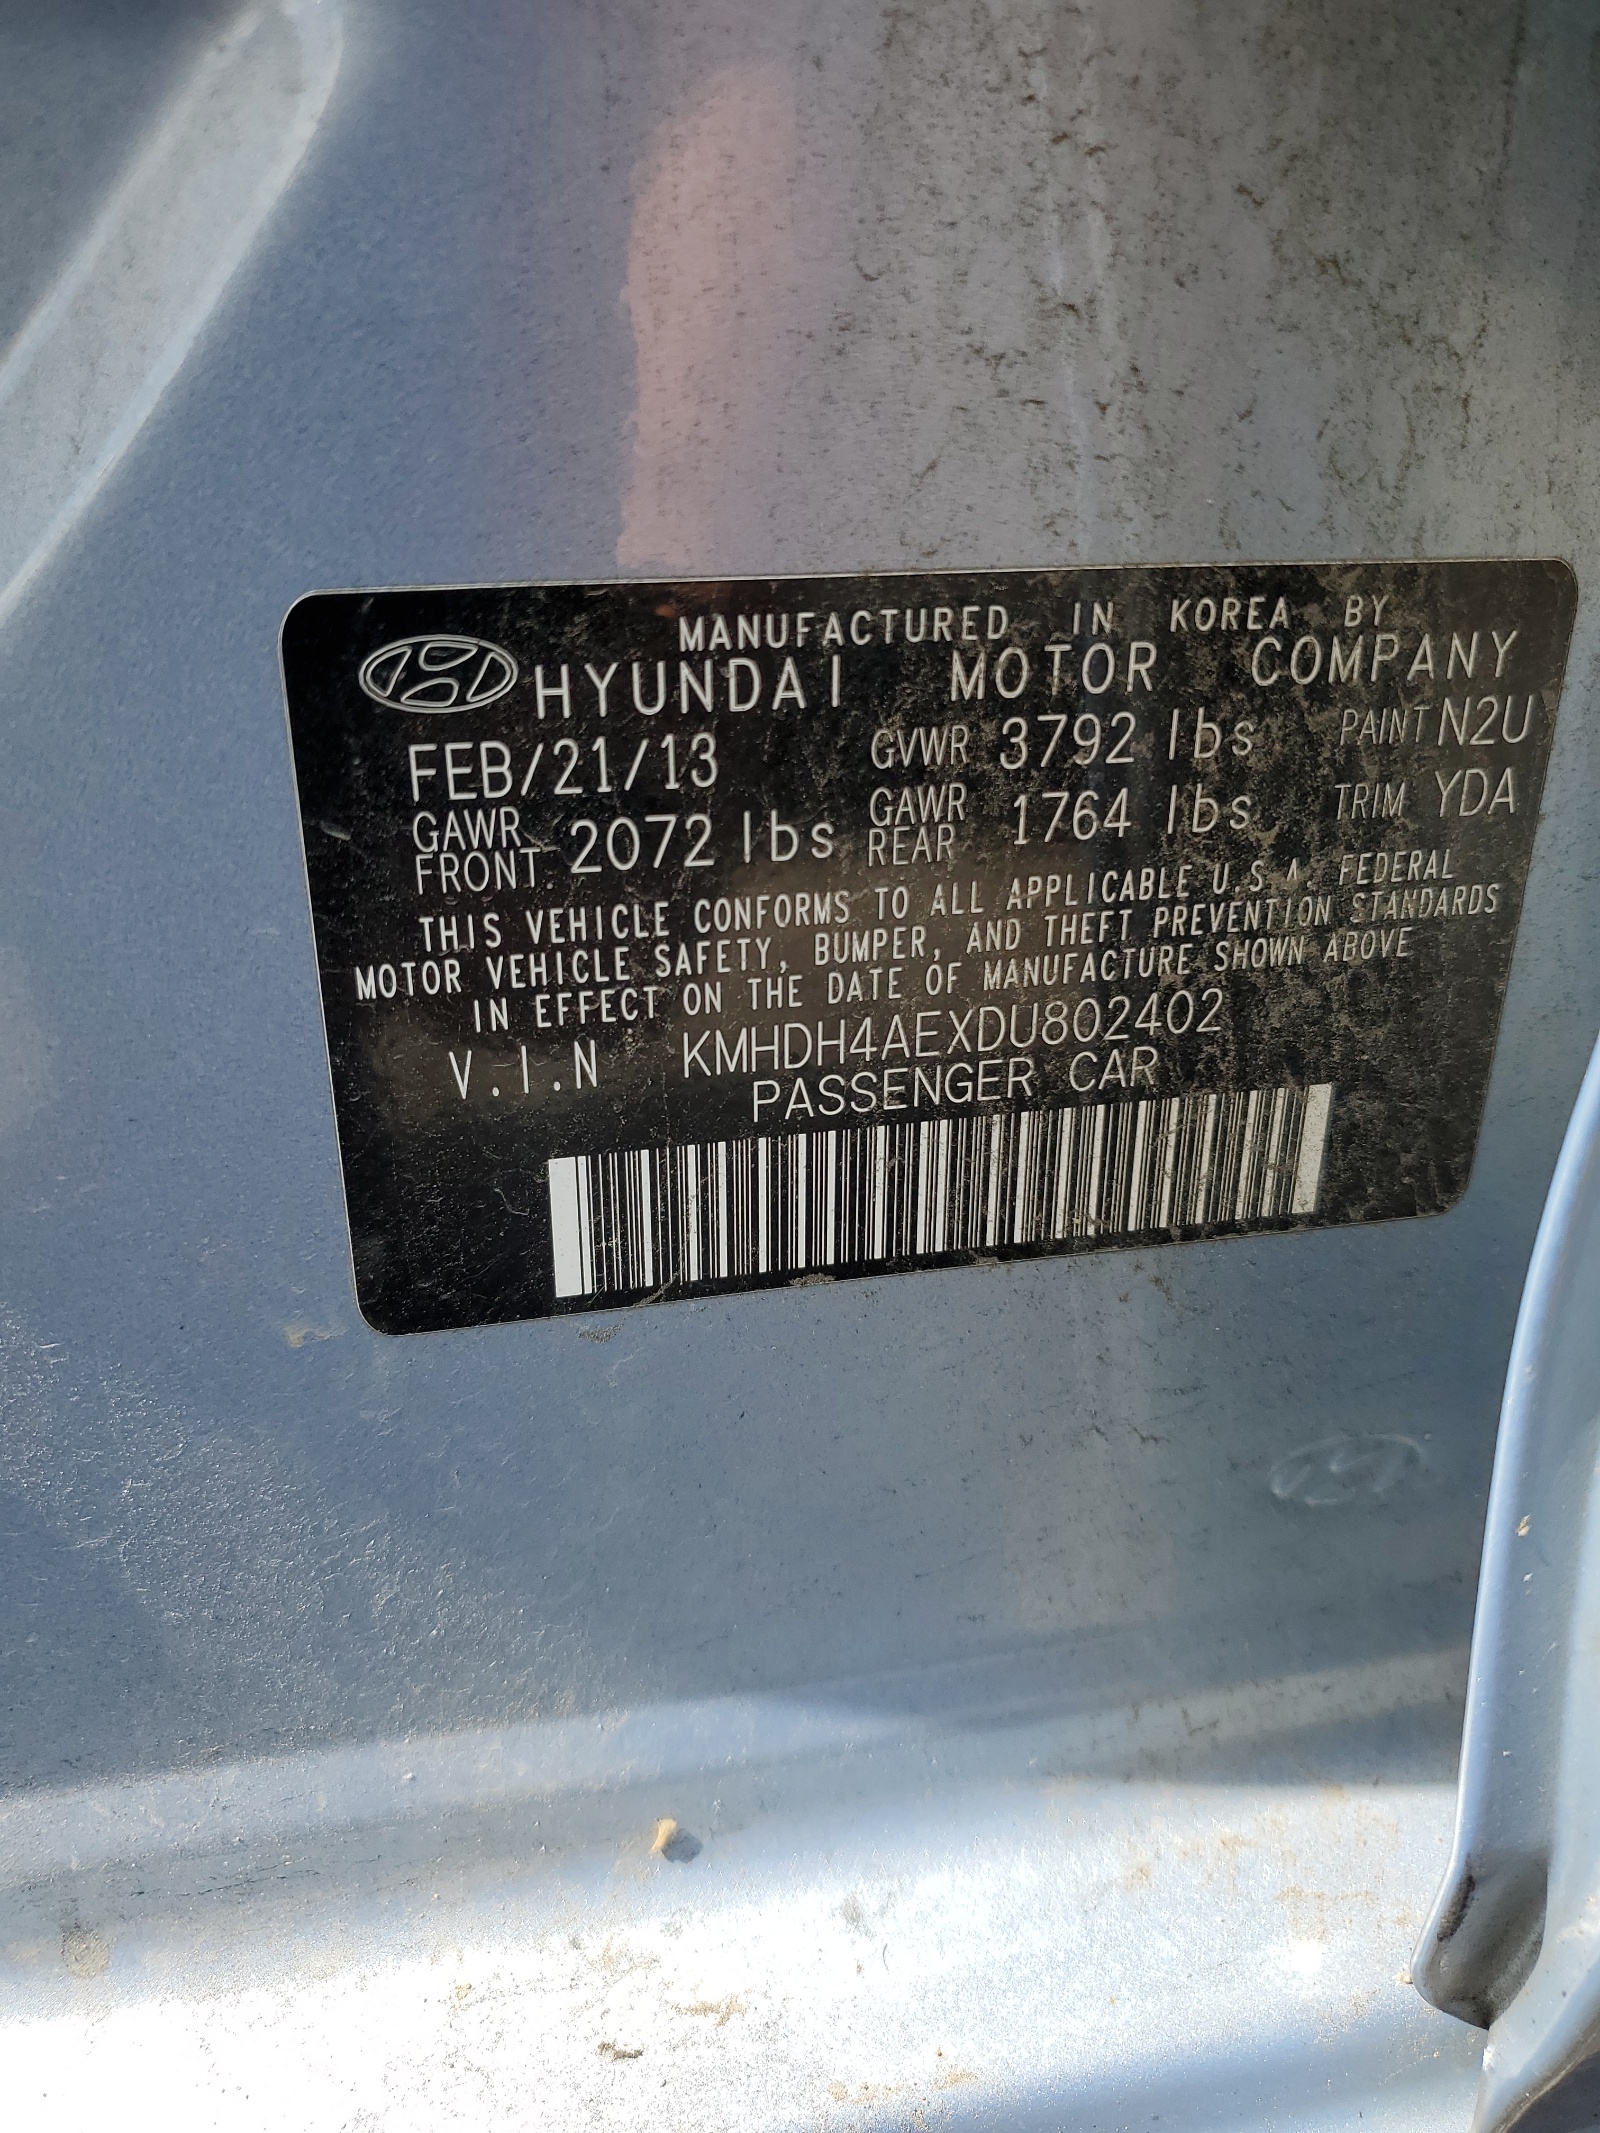 MANUFACTURED IN KOREA BY
HYUNDAI MOTOR COMPANY
FEB/21/13 GVWR 3792 lbs PAINT N2U
GAWR FRONT 2072 lbs GAWR REAR 1764 lbs TRIM YDA
THIS VEHICLE CONFORMS TO ALL APPLICABLE U.S.A. FEDERAL
MOTOR VEHICLE SAFETY, BUMPER, AND THEFT PREVENTION STANDARDS
IN EFFECT ON THE DATE OF MANUFACTURE SHOWN ABOVE
V.I.N KMHDH4AEXDU802402
PASSENGER CAR